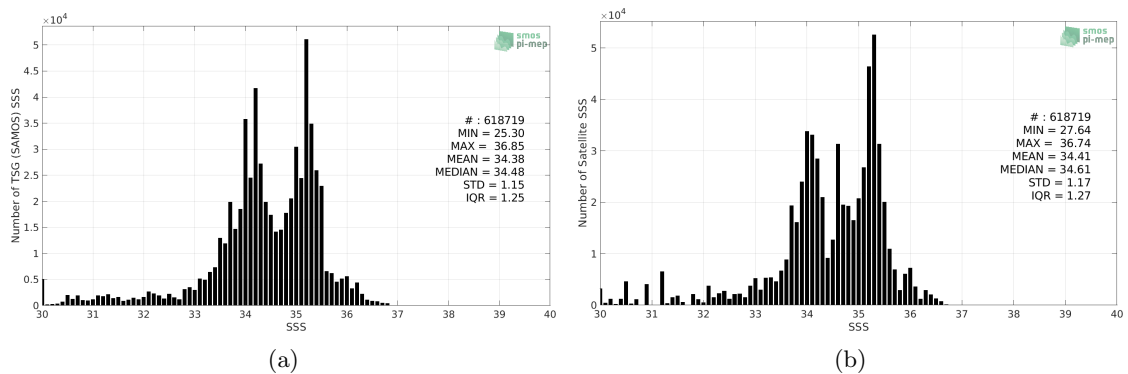 ×10⁴
5
4.5
4
3.5
3
2.5
2
1.5
1
0.5
0
30 31 32 33 34 35 36 37 38 39 40
SSS
Number of TSG (SAMOS) SSS
smos
pi-mep
# : 618719
MIN = 25.30
MAX = 36.85
MEAN = 34.38
MEDIAN = 34.48
STD = 1.15
IQR = 1.25
(a)
×10⁴
5
4
3
2
1
0
30 31 32 33 34 35 36 37 38 39 40
SSS
Number of Satellite SSS
smos
pi-mep
# : 618719
MIN = 27.64
MAX = 36.74
MEAN = 34.41
MEDIAN = 34.61
STD = 1.17
IQR = 1.27
(b)